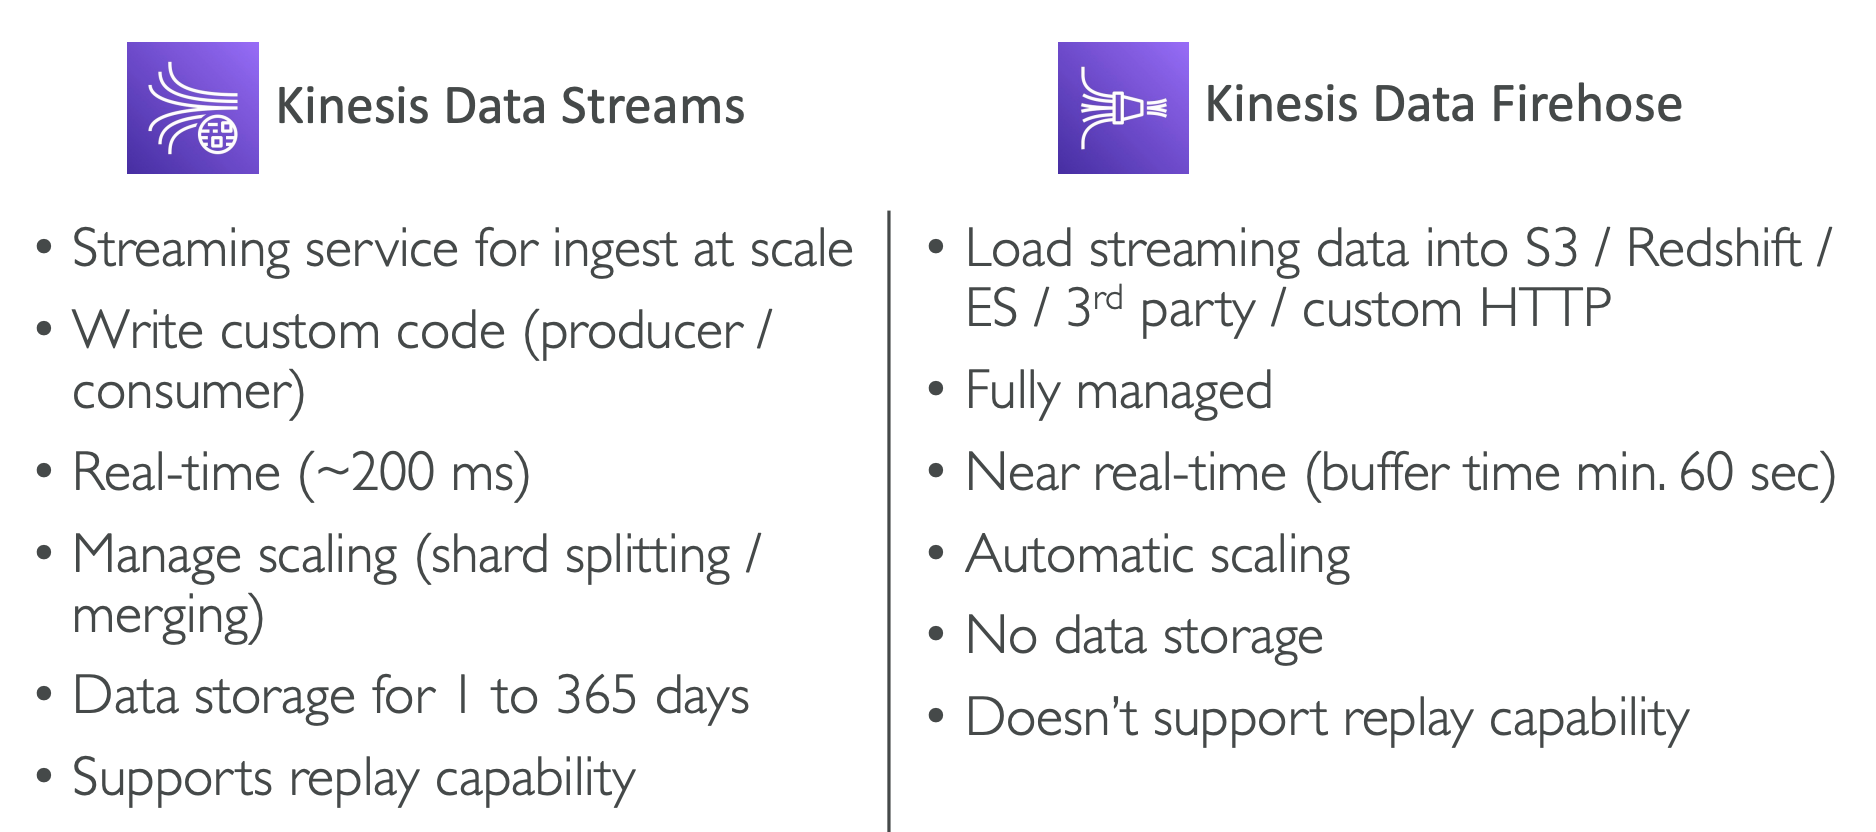 Kinesis Data Streams
• Streaming service for ingest at scale
• Write custom code (producer /
consumer)
• Real-time (~200 ms)
• Manage scaling (shard splitting /
merging)
• Data storage for 1 to 365 days
• Supports replay capability
Kinesis Data Firehose
• Load streaming data into S3 / Redshift /
ES / 3rd party / custom HTTP
• Fully managed
• Near real-time (buffer time min. 60 sec)
• Automatic scaling
• No data storage
• Doesn’t support replay capability